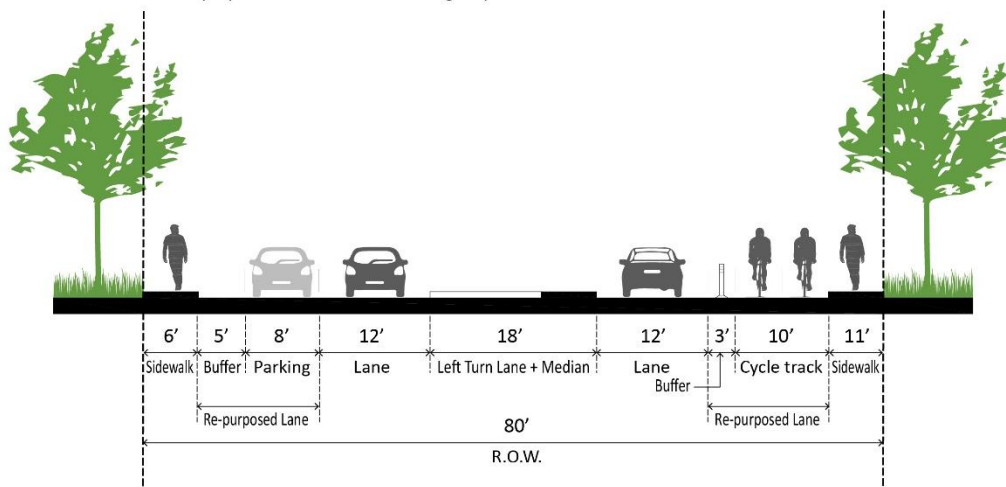 6’ 5’ 8’ 12’ 18’ 12’ 3’ 10’ 11’
Sidewalk Buffer Parking Lane Left Turn Lane + Median Lane Cycle track Sidewalk
Buffer
Re-purposed Lane Re-purposed Lane
80’
R.O.W.